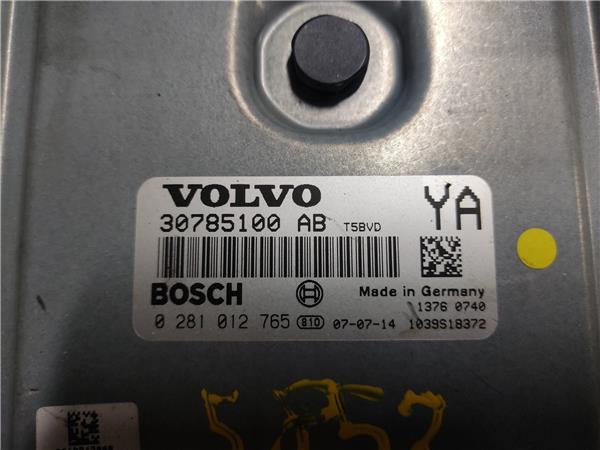 VOLVO YA
30785100 AB T5BVD
BOSCH Made in Germany
1376 0740
0 281 012 765 810 07-07-14 1039S18372